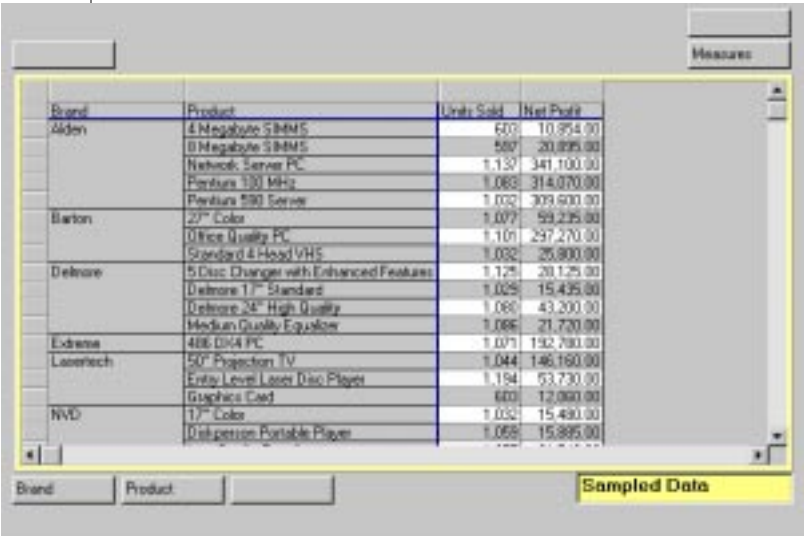 Measures
Brand Product Units Sold Net Profit
Alden 4 Megabyte SIMMS 603 10,854.00
8 Megabyte SIMMS 597 20,895.00
Network Server PC 1,137 341,100.00
Pentium 100 MHz 1,083 314,070.00
Pentium 590 Server 1,032 309,600.00
Barton 27" Color 1,077 59,235.00
Office Quality PC 1,101 297,270.00
Standard 4 Head VHS 1,032 25,800.00
Delmore 5 Disc Changer with Enhanced Features 1,125 28,125.00
Delmore 17" Standard 1,029 15,435.00
Delmore 24" High Quality 1,080 43,200.00
Medium Quality Equalizer 1,086 21,720.00
Extreme 486 DX4 PC 1,071 192,780.00
Lasertech 50" Projection TV 1,044 146,160.00
Entry Level Laser Disc Player 1,194 53,730.00
Graphics Card 603 12,060.00
NVD 17" Color 1,032 15,480.00
Diskperson Portable Player 1,059 15,885.00
Brand Product Sampled Data